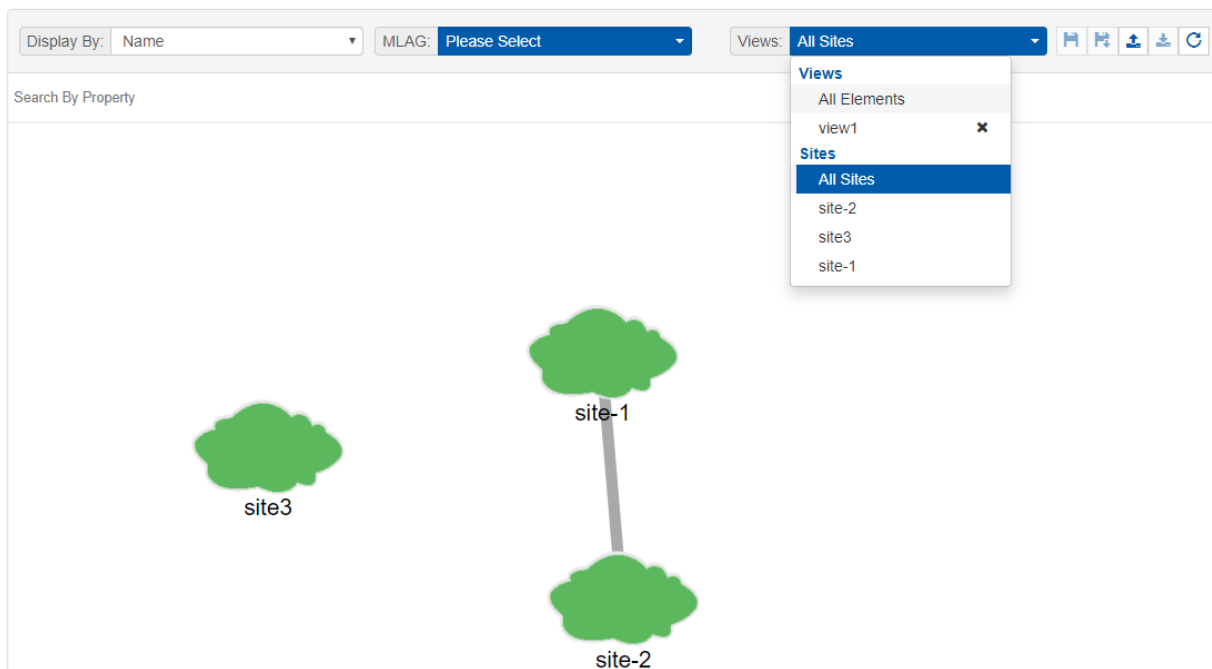 Display By: Name MLAG: Please Select Views: All Sites
Views
All Elements
Search By Property
view1
Sites
All Sites
site-2
site3
site-1
site-1
site3
site-2